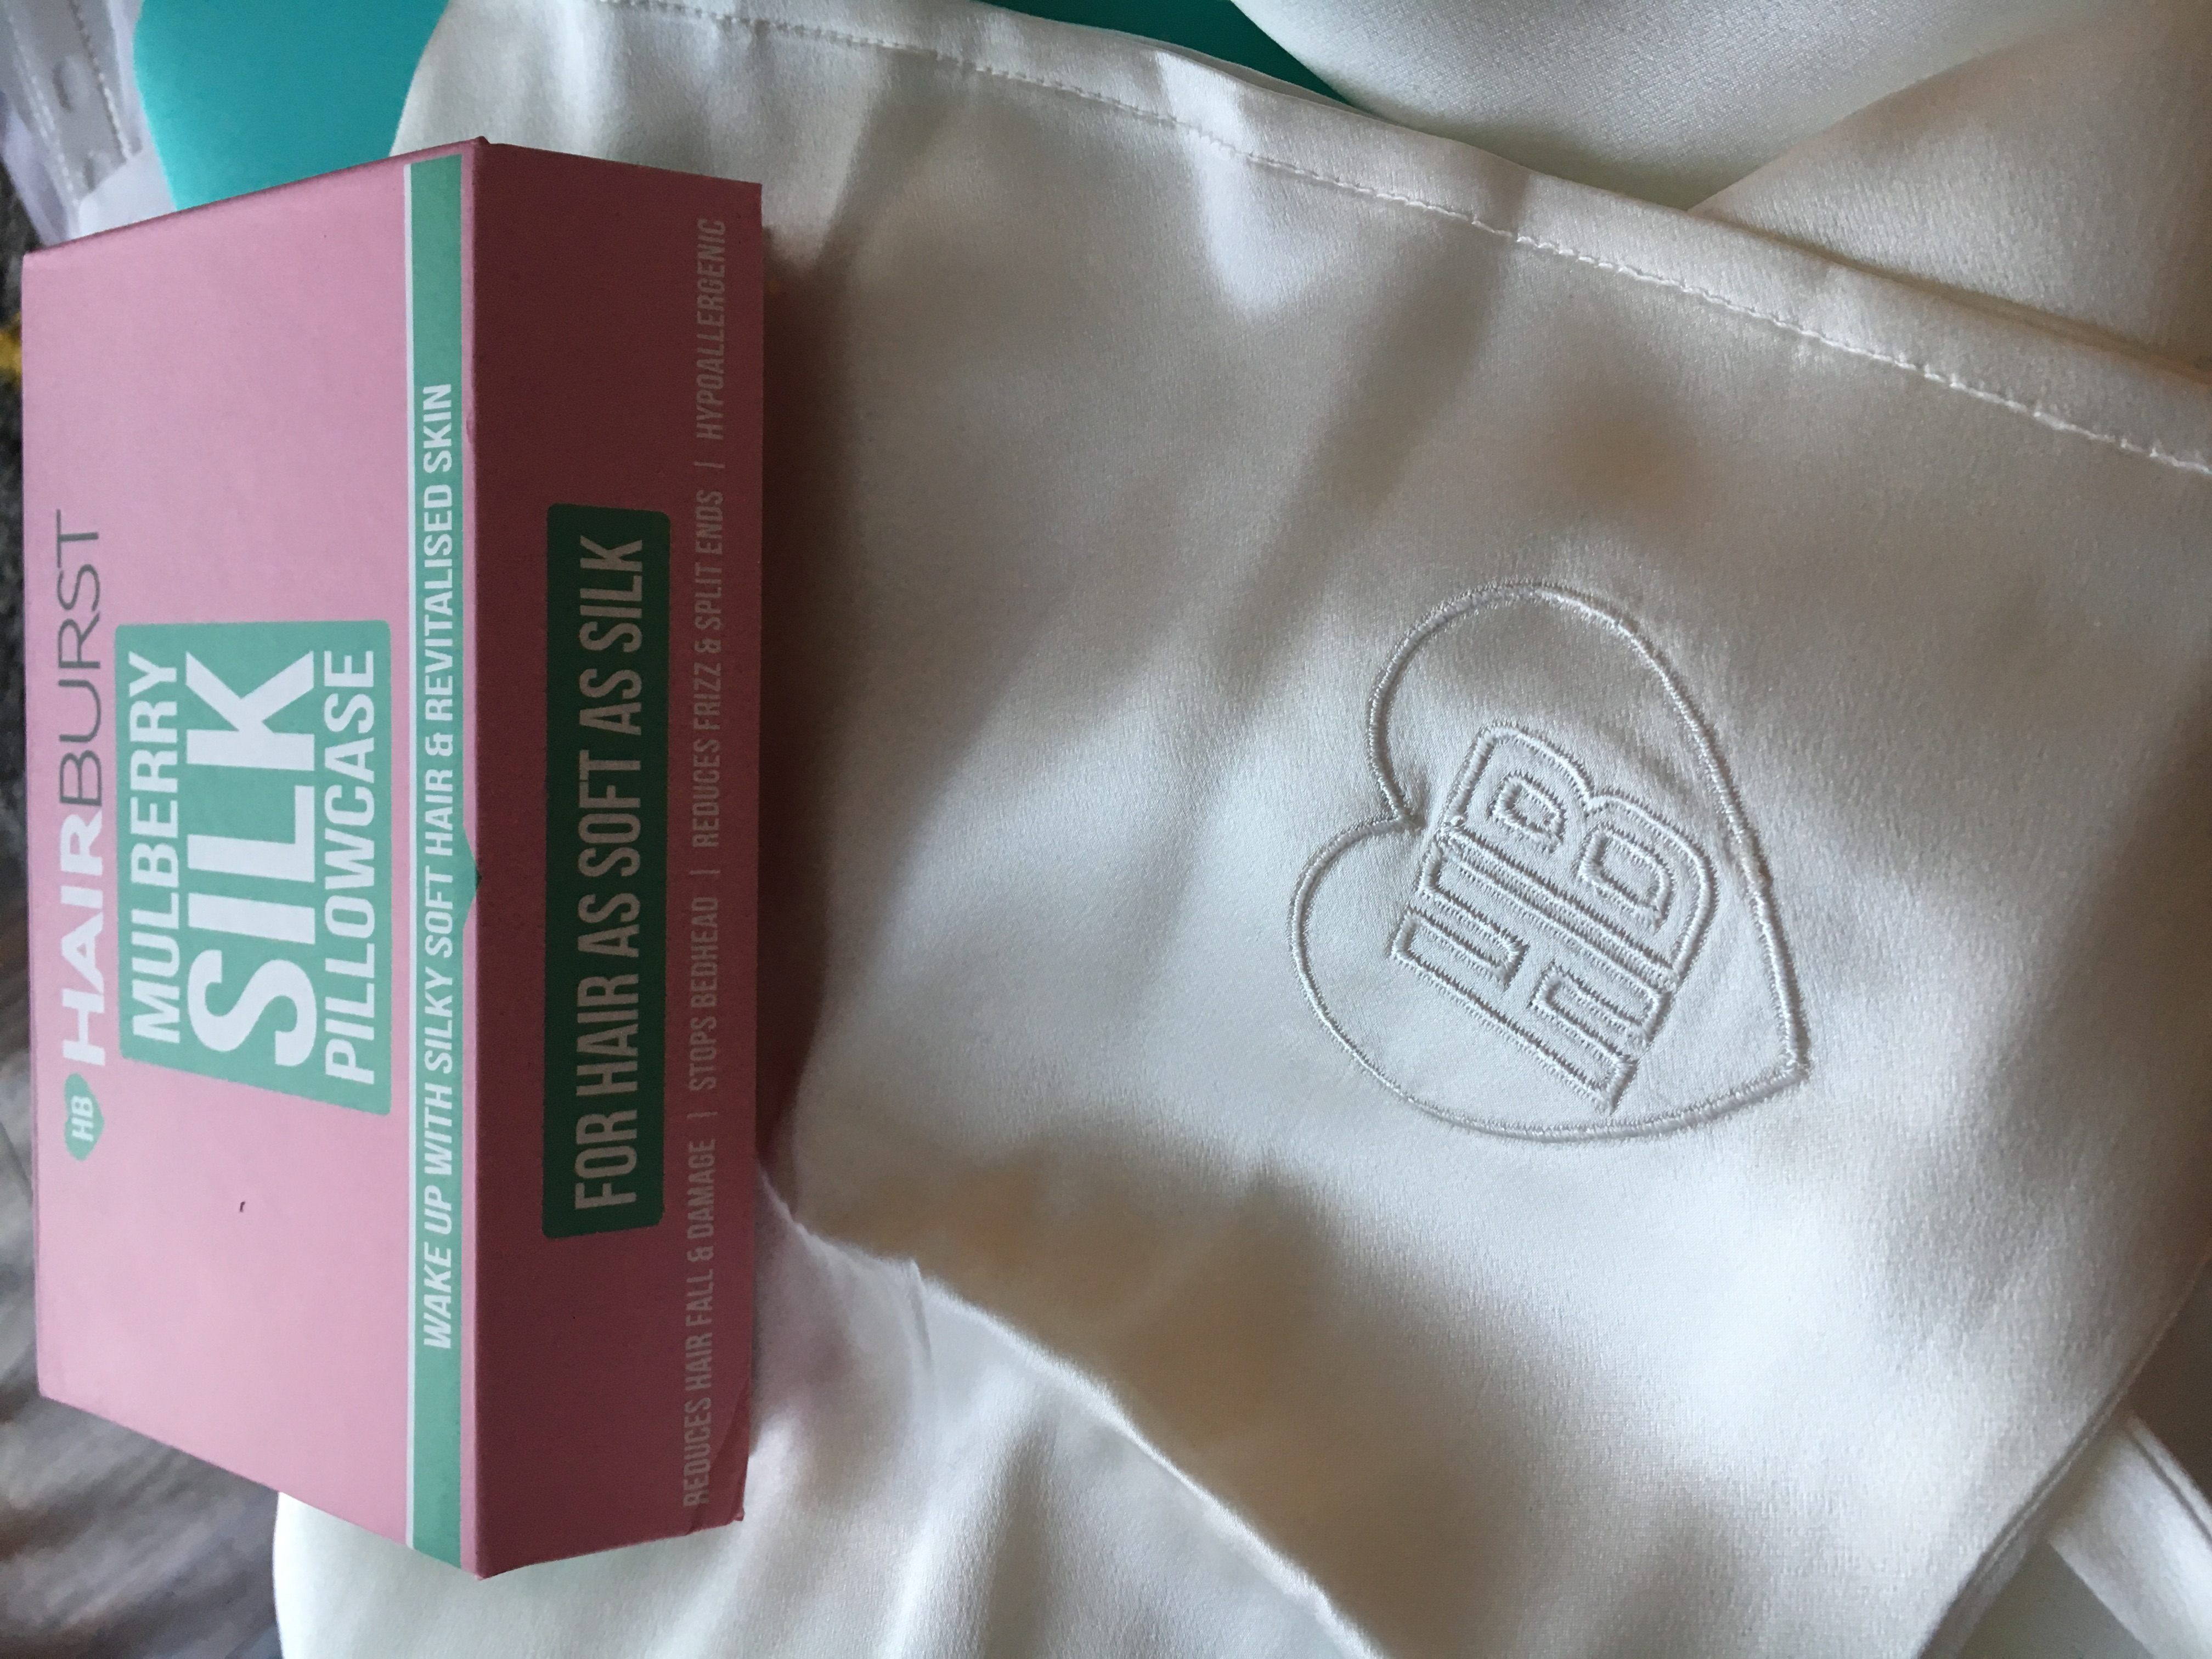 HB HAIRBURST
MULBERRY
SILK
PILLOWCASE
WAKE UP WITH SILKY SOFT HAIR & REVITALISED SKIN
FOR HAIR AS SOFT AS SILK
REDUCES HAIR FALL & DAMAGE | STOPS BEDHEAD | REDUCES FRIZZ & SPLIT ENDS | HYPOALLERGENIC
HB